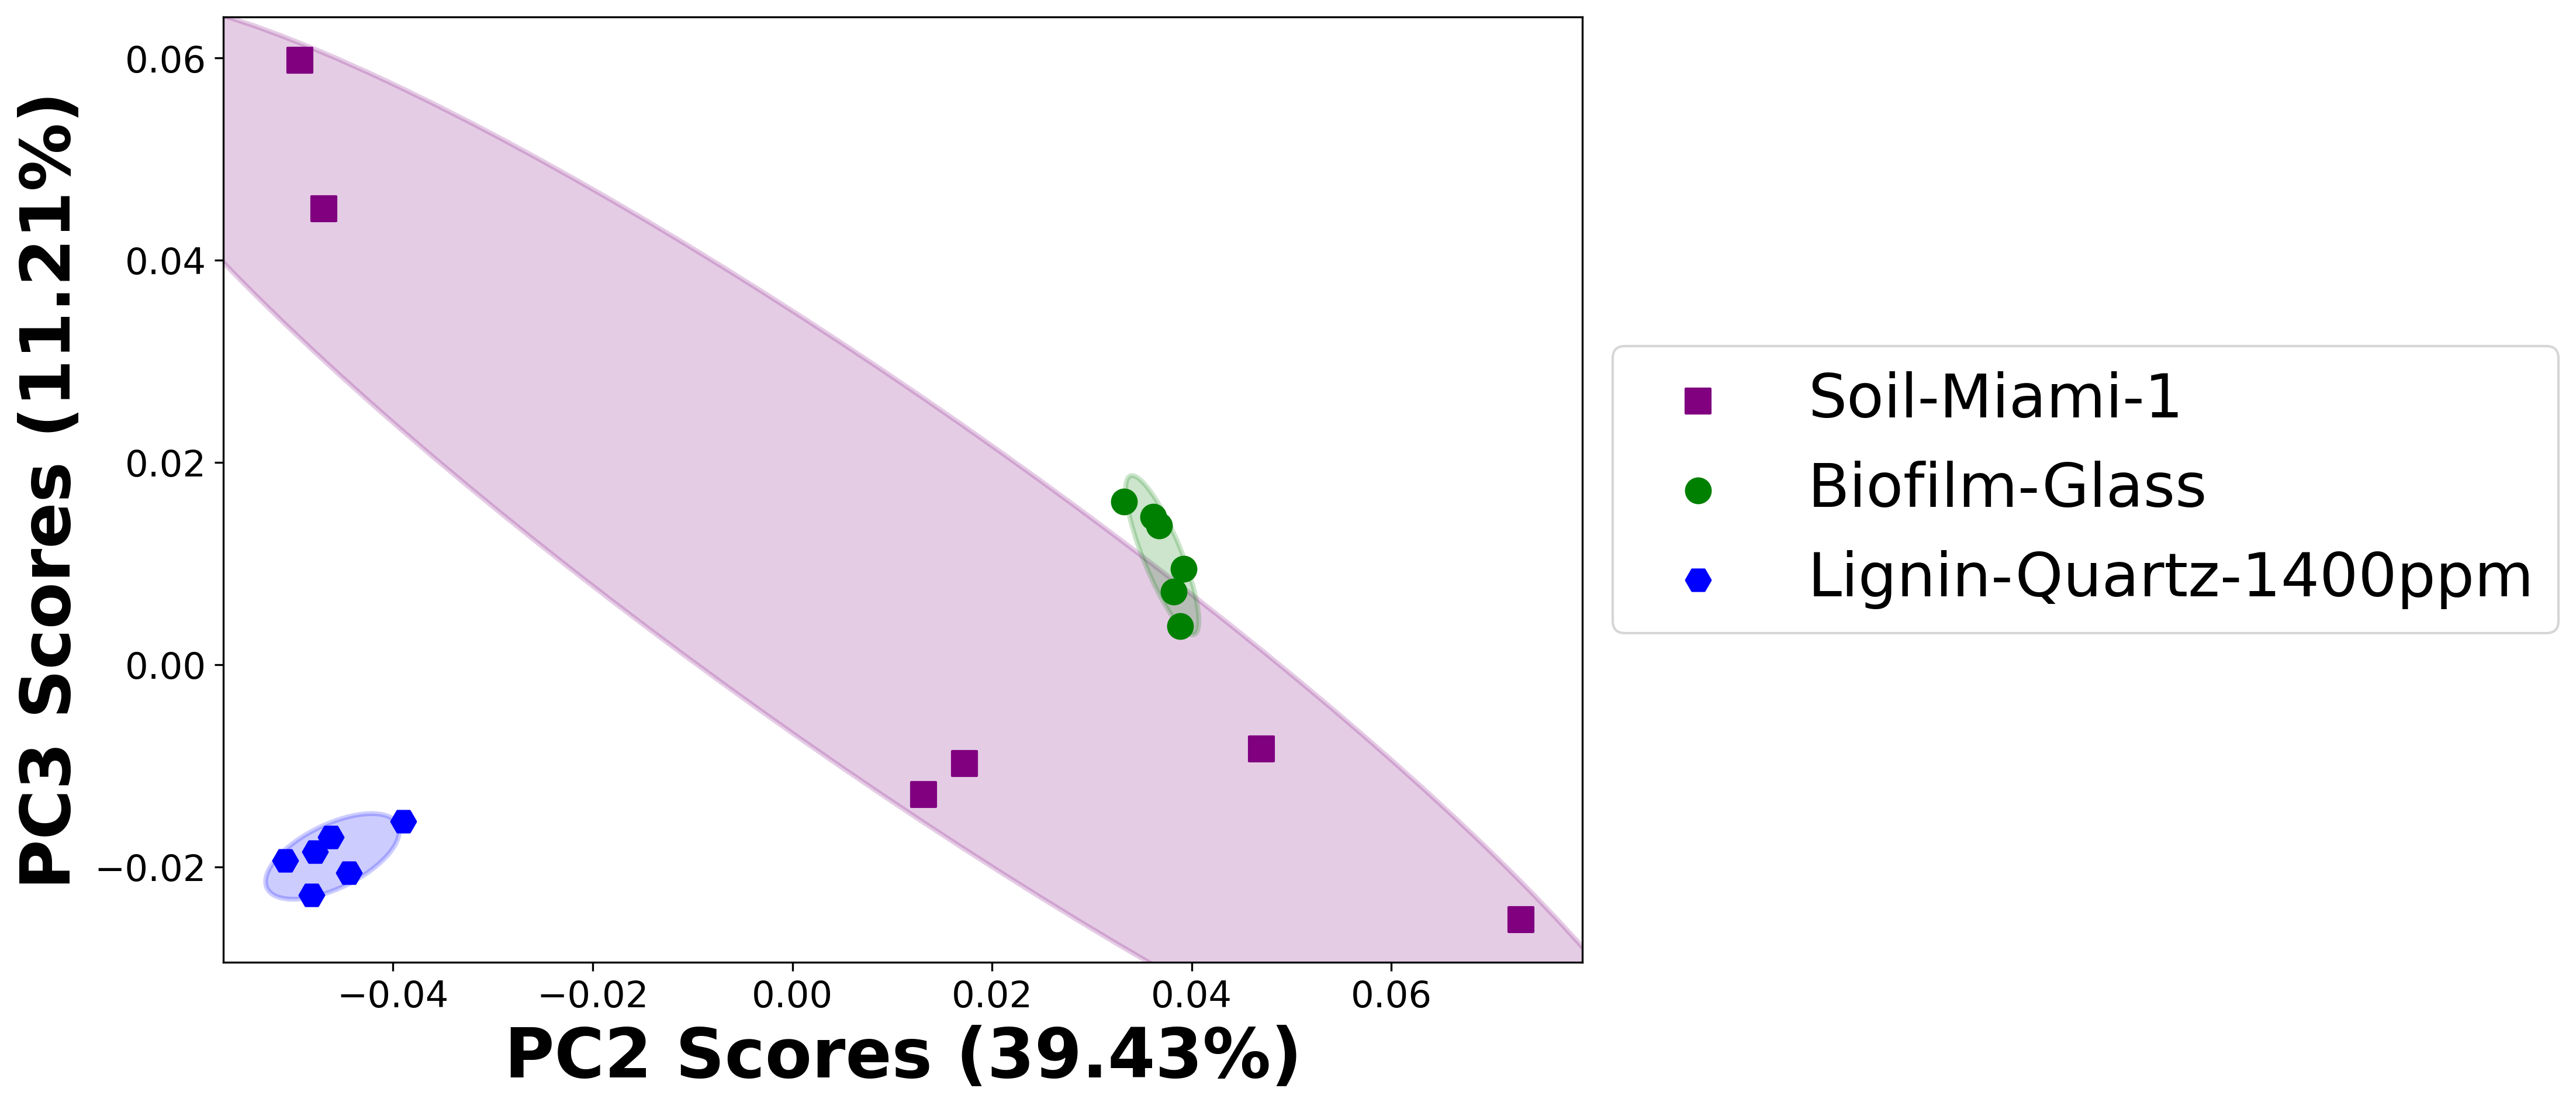 0.06
0.04
0.02
0.00
−0.02
PC3 Scores (11.21%)
−0.04
−0.02
0.00
0.02
0.04
0.06
PC2 Scores (39.43%)
Soil-Miami-1
Biofilm-Glass
Lignin-Quartz-1400ppm